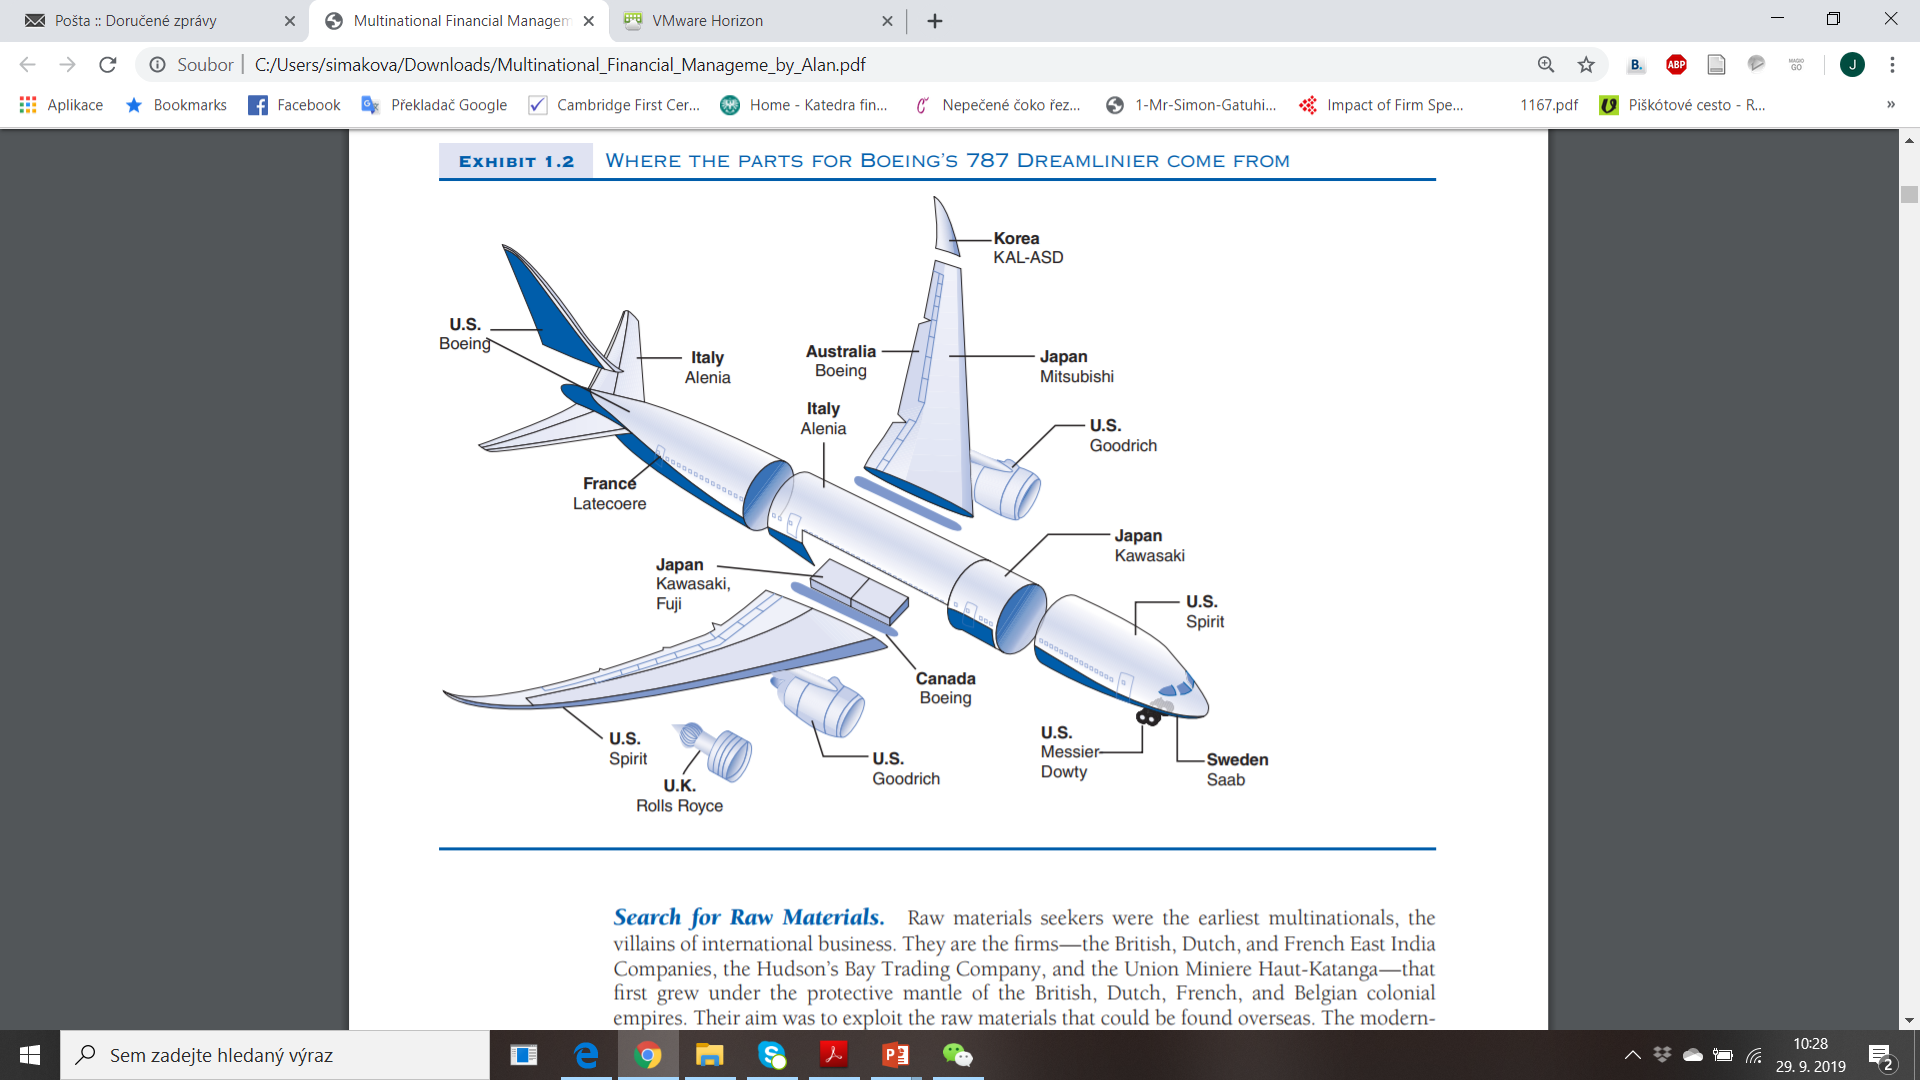 Pošta :: Doručené zprávy
Multinational Financial Managem
VMware Horizon
Soubor
C:/Users/simakova/Downloads/Multinational_Financial_Manageme_by_Alan.pdf
B.
ABP
MAGIO
GO
J
Aplikace
Bookmarks
Facebook
Překladač Google
Cambridge First Cer...
Home - Katedra fin...
Nepečené čoko řez...
1-Mr-Simon-Gatuhi...
Impact of Firm Spe...
1167.pdf
Piškótové cesto - R...
»
EXHIBIT 1.2 WHERE THE PARTS FOR BOEING'S 787 DREAMLINIER COME FROM
Korea
KAL-ASD
U.S.
Boeing
Italy
Alenia
Australia
Boeing
Japan
Mitsubishi
Italy
Alenia
U.S.
Goodrich
France
Latecoere
Japan
Kawasaki
Japan
Kawasaki,
Fuji
U.S.
Spirit
Canada
Boeing
U.S.
Spirit
U.K.
Rolls Royce
U.S.
Goodrich
U.S.
Messier
Dowty
Sweden
Saab
Search for Raw Materials. Raw materials seekers were the earliest multinationals, the
villains of international business. They are the firms—the British, Dutch, and French East India
Companies, the Hudson's Bay Trading Company, and the Union Miniere Haut-Katanga—that
first grew under the protective mantle of the British, Dutch, French, and Belgian colonial
empires. Their aim was to exploit the raw materials that could be found overseas. The modern-
Sem zadejte hledaný výraz
10:28
29. 9. 2019
2